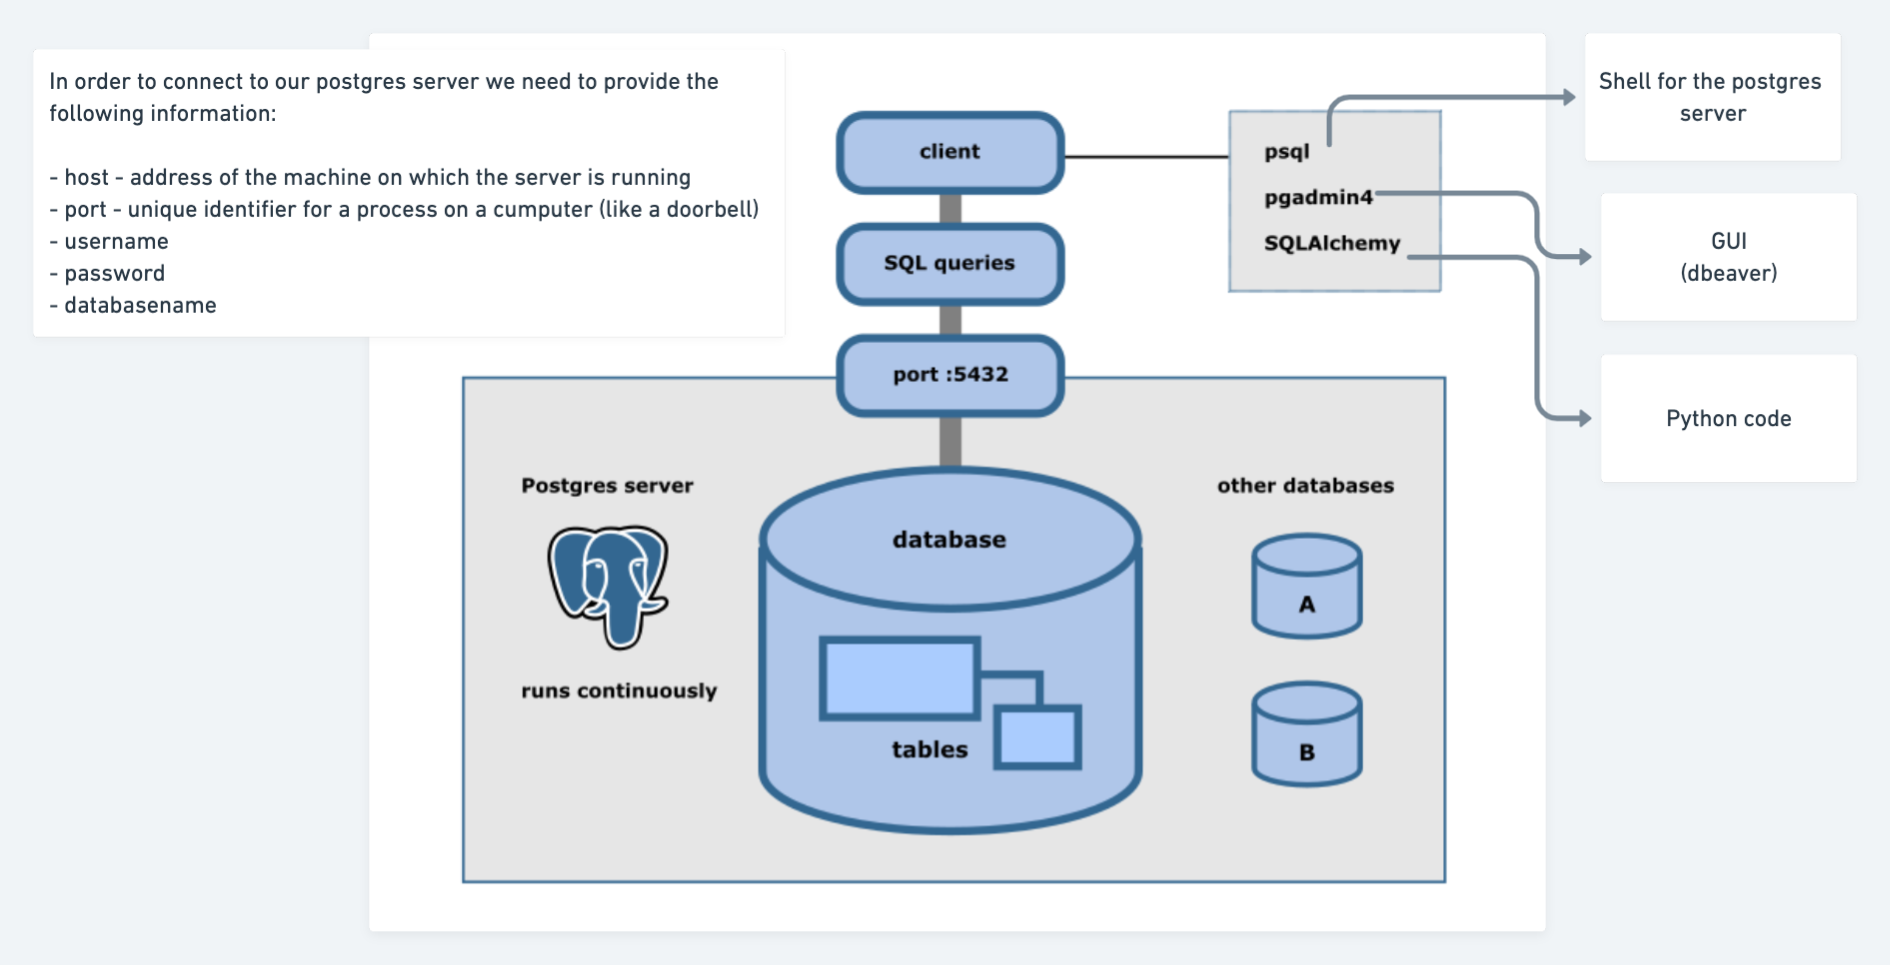 In order to connect to our postgres server we need to provide the
following information:
- host - address of the machine on which the server is running
- port - unique identifier for a process on a cumputer (like a doorbell)
- username
- password
- databasename
client
SQL queries
port :5432
psql
pgadmin4
SQLAlchemy
Shell for the postgres
server
GUI
(dbeaver)
Python code
Postgres server
runs continuously
database
tables
other databases
A
B